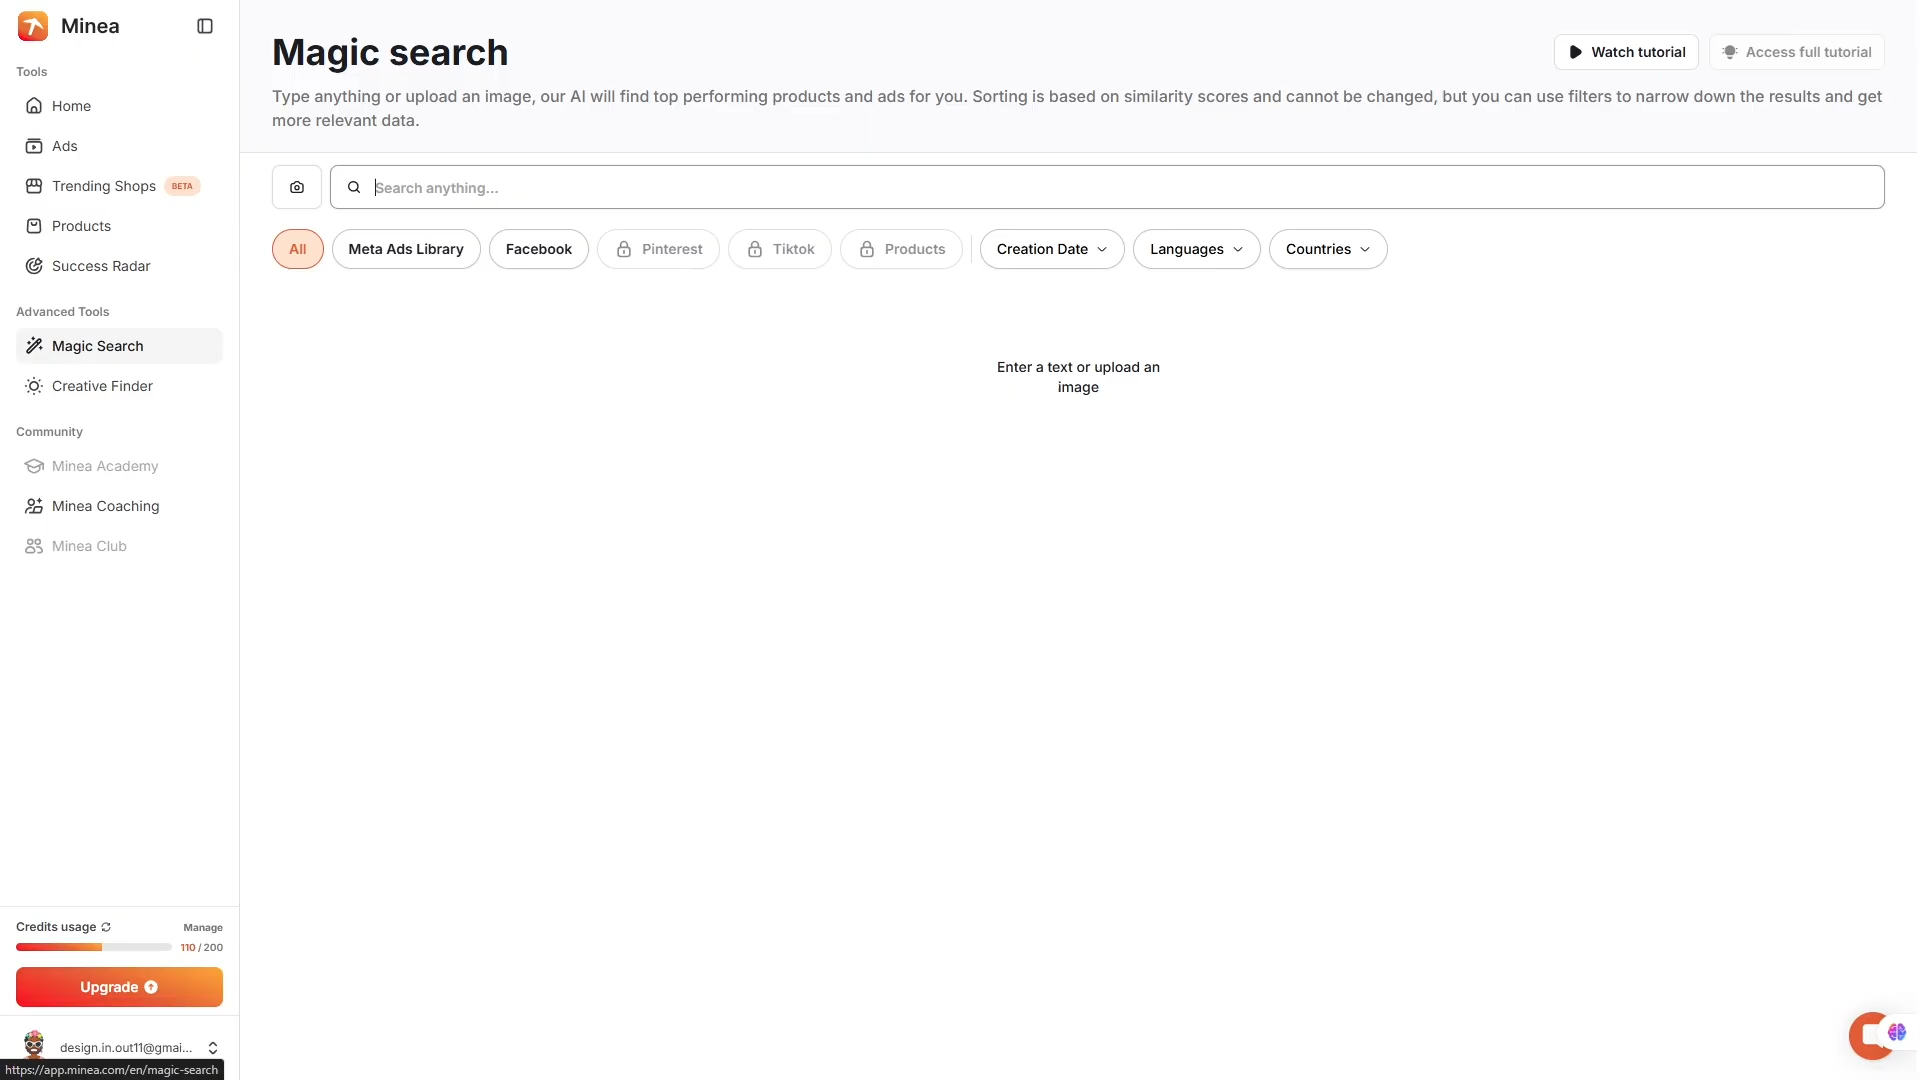 Minea
Tools
Home
Ads
Trending Shops BETA
Products
Success Radar
Advanced Tools
Magic Search
Creative Finder
Community
Minea Academy
Minea Coaching
Minea Club
Credits usage Manage
110 / 200
Upgrade
design.in.out11@gmai...
https://app.minea.com/en/magic-search
Magic search
Watch tutorial
Access full tutorial
Type anything or upload an image, our AI will find top performing products and ads for you. Sorting is based on similarity scores and cannot be changed, but you can use filters to narrow down the results and get
more relevant data.
Search anything...
All Meta Ads Library Facebook Pinterest Tiktok Products Creation Date Languages Countries
Enter a text or upload an
image